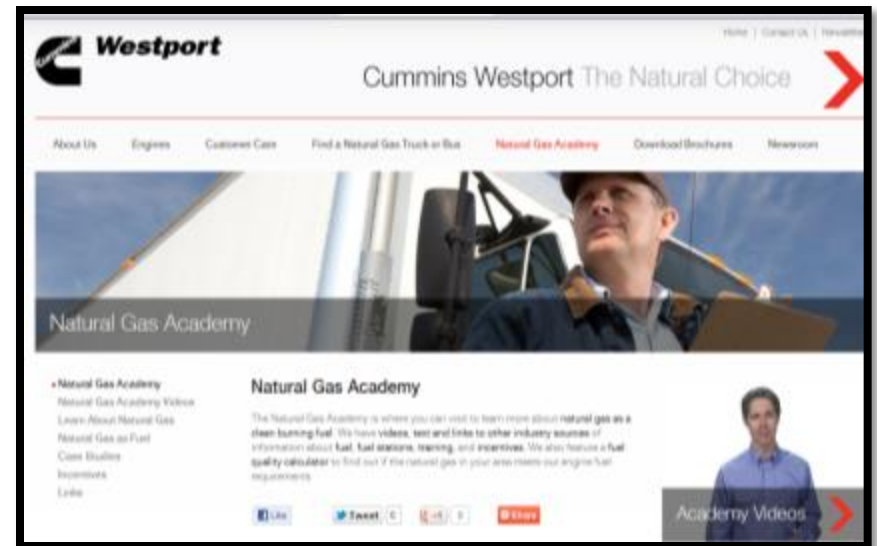 Home | Contact Us | Newsletter
Cummins
Westport
Cummins Westport The Natural Choice
About Us Engines Customer Care Find a Natural Gas Truck or Bus Natural Gas Academy Download Brochures Newsroom
Natural Gas Academy
Natural Gas Academy
Natural Gas Academy Videos
Learn About Natural Gas
Natural Gas as Fuel
Case Studies
Incentives
Links
Natural Gas Academy
The Natural Gas Academy is where you can visit to learn more about natural gas as a
clean burning fuel. We have videos, text and links to other industry sources of
information about fuel, fuel stations, training, and incentives. We also feature a fuel
quality calculator to find out if the natural gas in your area meets our engine fuel
requirements.
Like Tweet +1 Share
Academy Videos